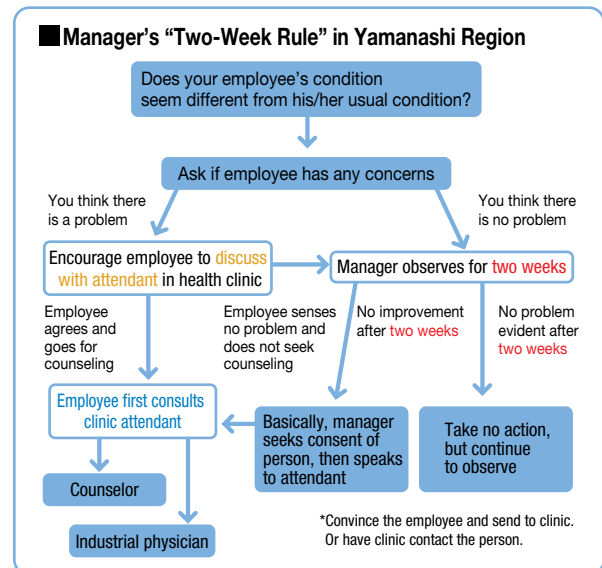 ■Manager's “Two-Week Rule” in Yamanashi Region
Does your employee's condition
seem different from his/her usual condition?
Ask if employee has any concerns
You think there
is a problem
You think there
is no problem
Encourage employee to discuss
with attendant in health clinic
Manager observes for two weeks
Employee
agrees and
goes for
counseling
Employee senses
no problem and
does not seek
counseling
No improvement
after two weeks
No problem
evident after
two weeks
Employee first consults
clinic attendant
Basically, manager
seeks consent of
person, then speaks
to attendant
Take no action,
but continue
to observe
Counselor
Industrial physician
*Convince the employee and send to clinic.
Or have clinic contact the person.